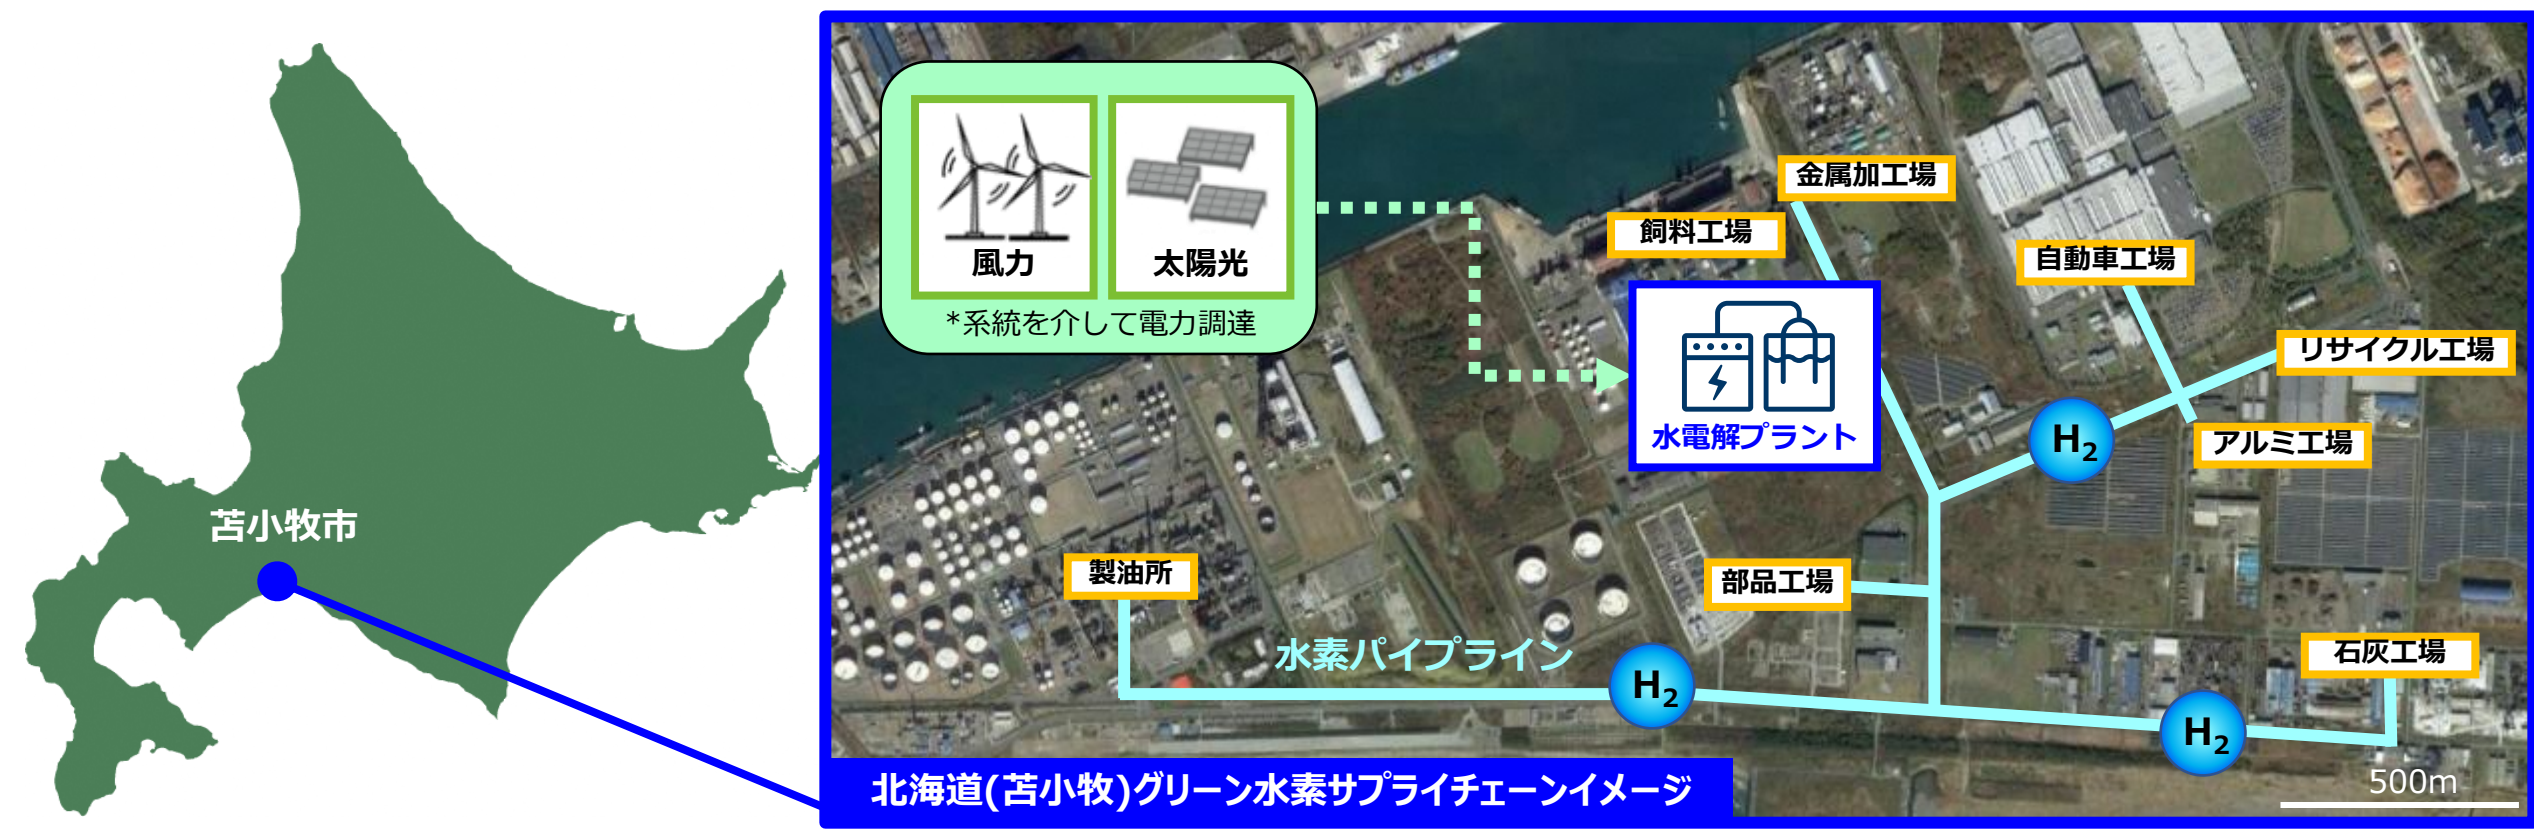 苫小牧市
風力
太陽光
*系統を介して電力調達
金属加工場
飼料工場
自動車工場
リサイクル工場
水電解プラント
H₂
アルミ工場
製油所
部品工場
水素パイプライン
H₂
石灰工場
H₂
500m
北海道(苫小牧)グリーン水素サプライチェーンイメージ